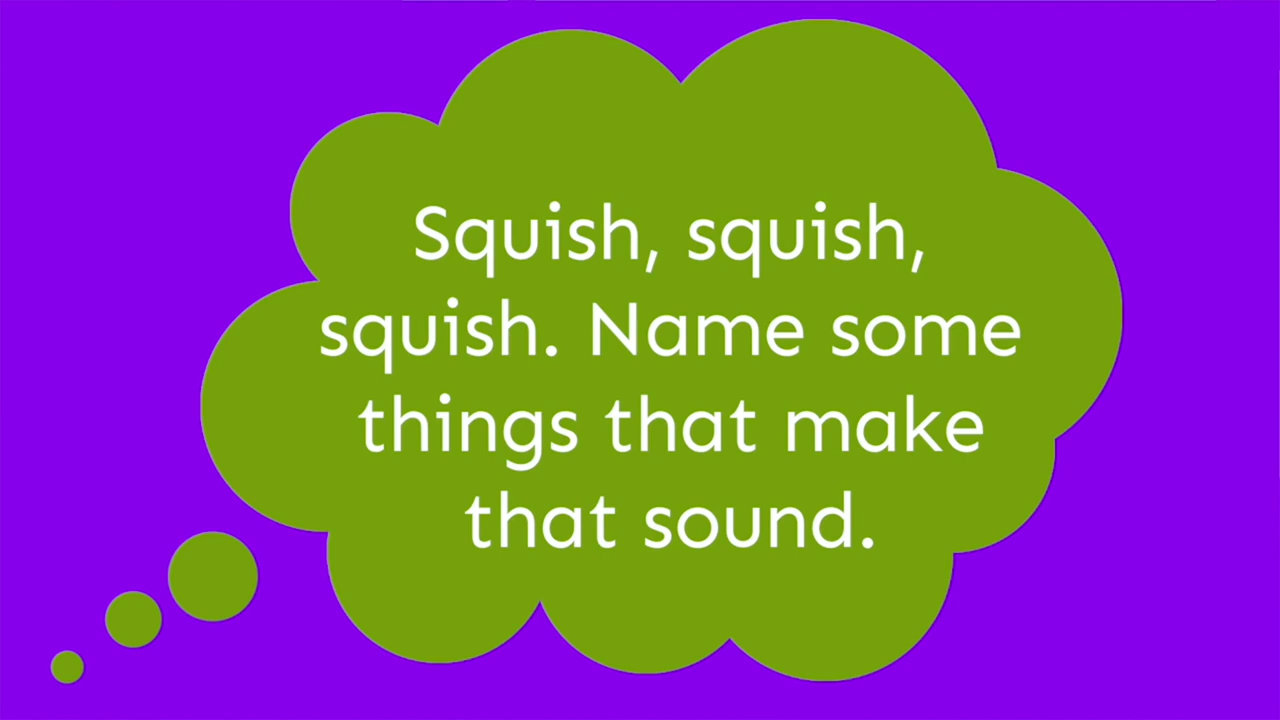 Squish, squish,
squish. Name some
things that make
that sound.